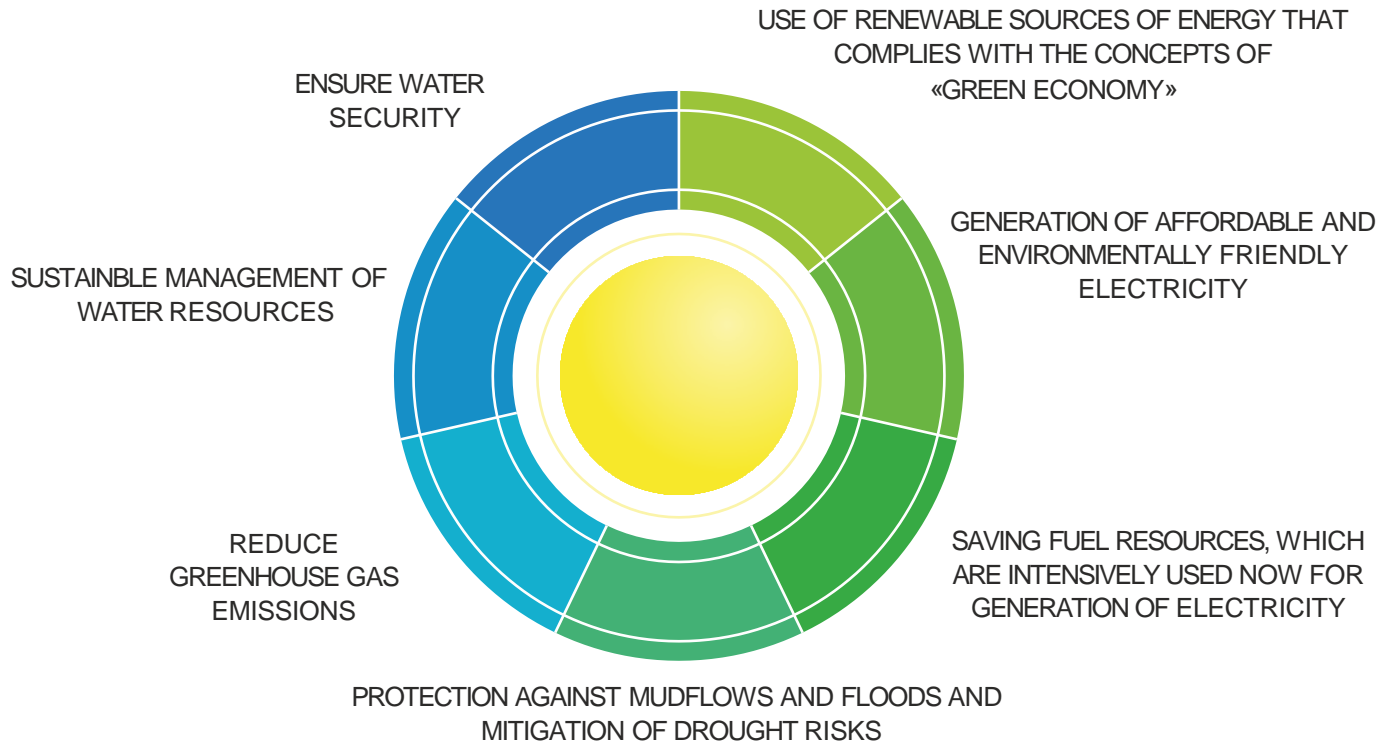 USE OF RENEWABLE SOURCES OF ENERGY THAT
COMPLIES WITH THE CONCEPTS OF
«GREEN ECONOMY»
ENSURE WATER
SECURITY
GENERATION OF AFFORDABLE AND
ENVIRONMENTALLY FRIENDLY
ELECTRICITY
SUSTAINBLE MANAGEMENT OF
WATER RESOURCES
REDUCE
GREENHOUSE GAS
EMISSIONS
SAVING FUEL RESOURCES, WHICH
ARE INTENSIVELY USED NOW FOR
GENERATION OF ELECTRICITY
PROTECTION AGAINST MUDFLOWS AND FLOODS AND
MITIGATION OF DROUGHT RISKS